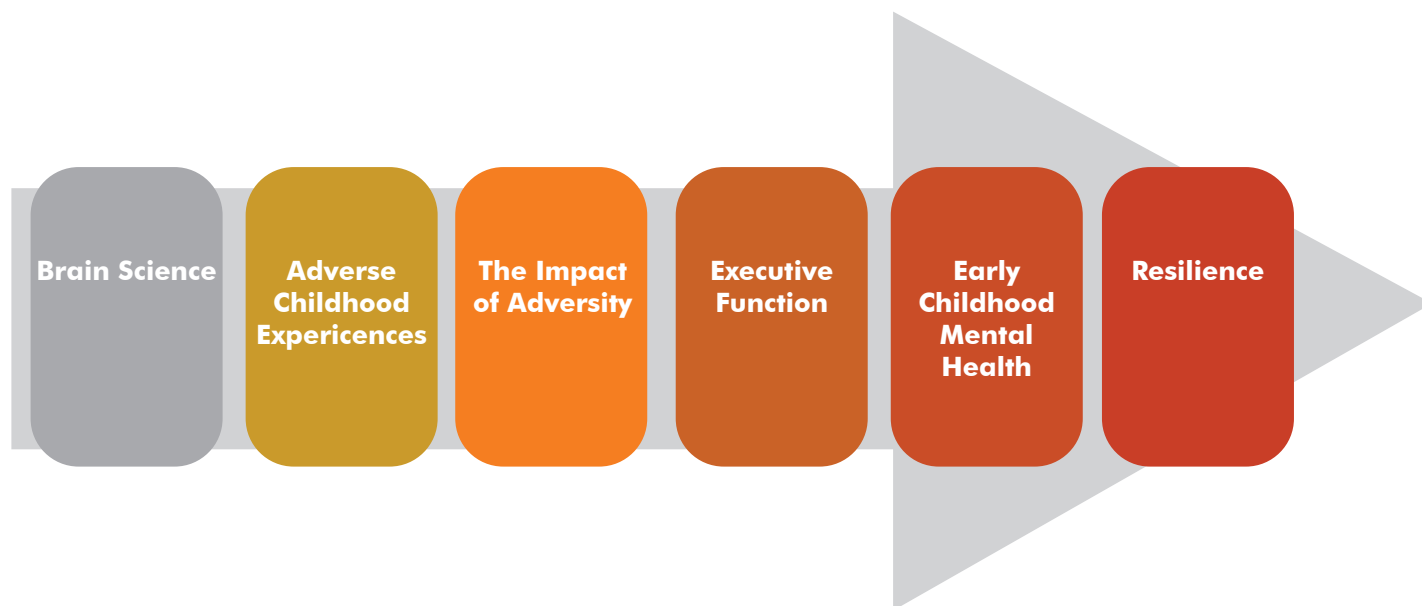 Brain Science
Adverse
Childhood
Expericences
The Impact
of Adversity
Executive
Function
Early
Childhood
Mental
Health
Resilience